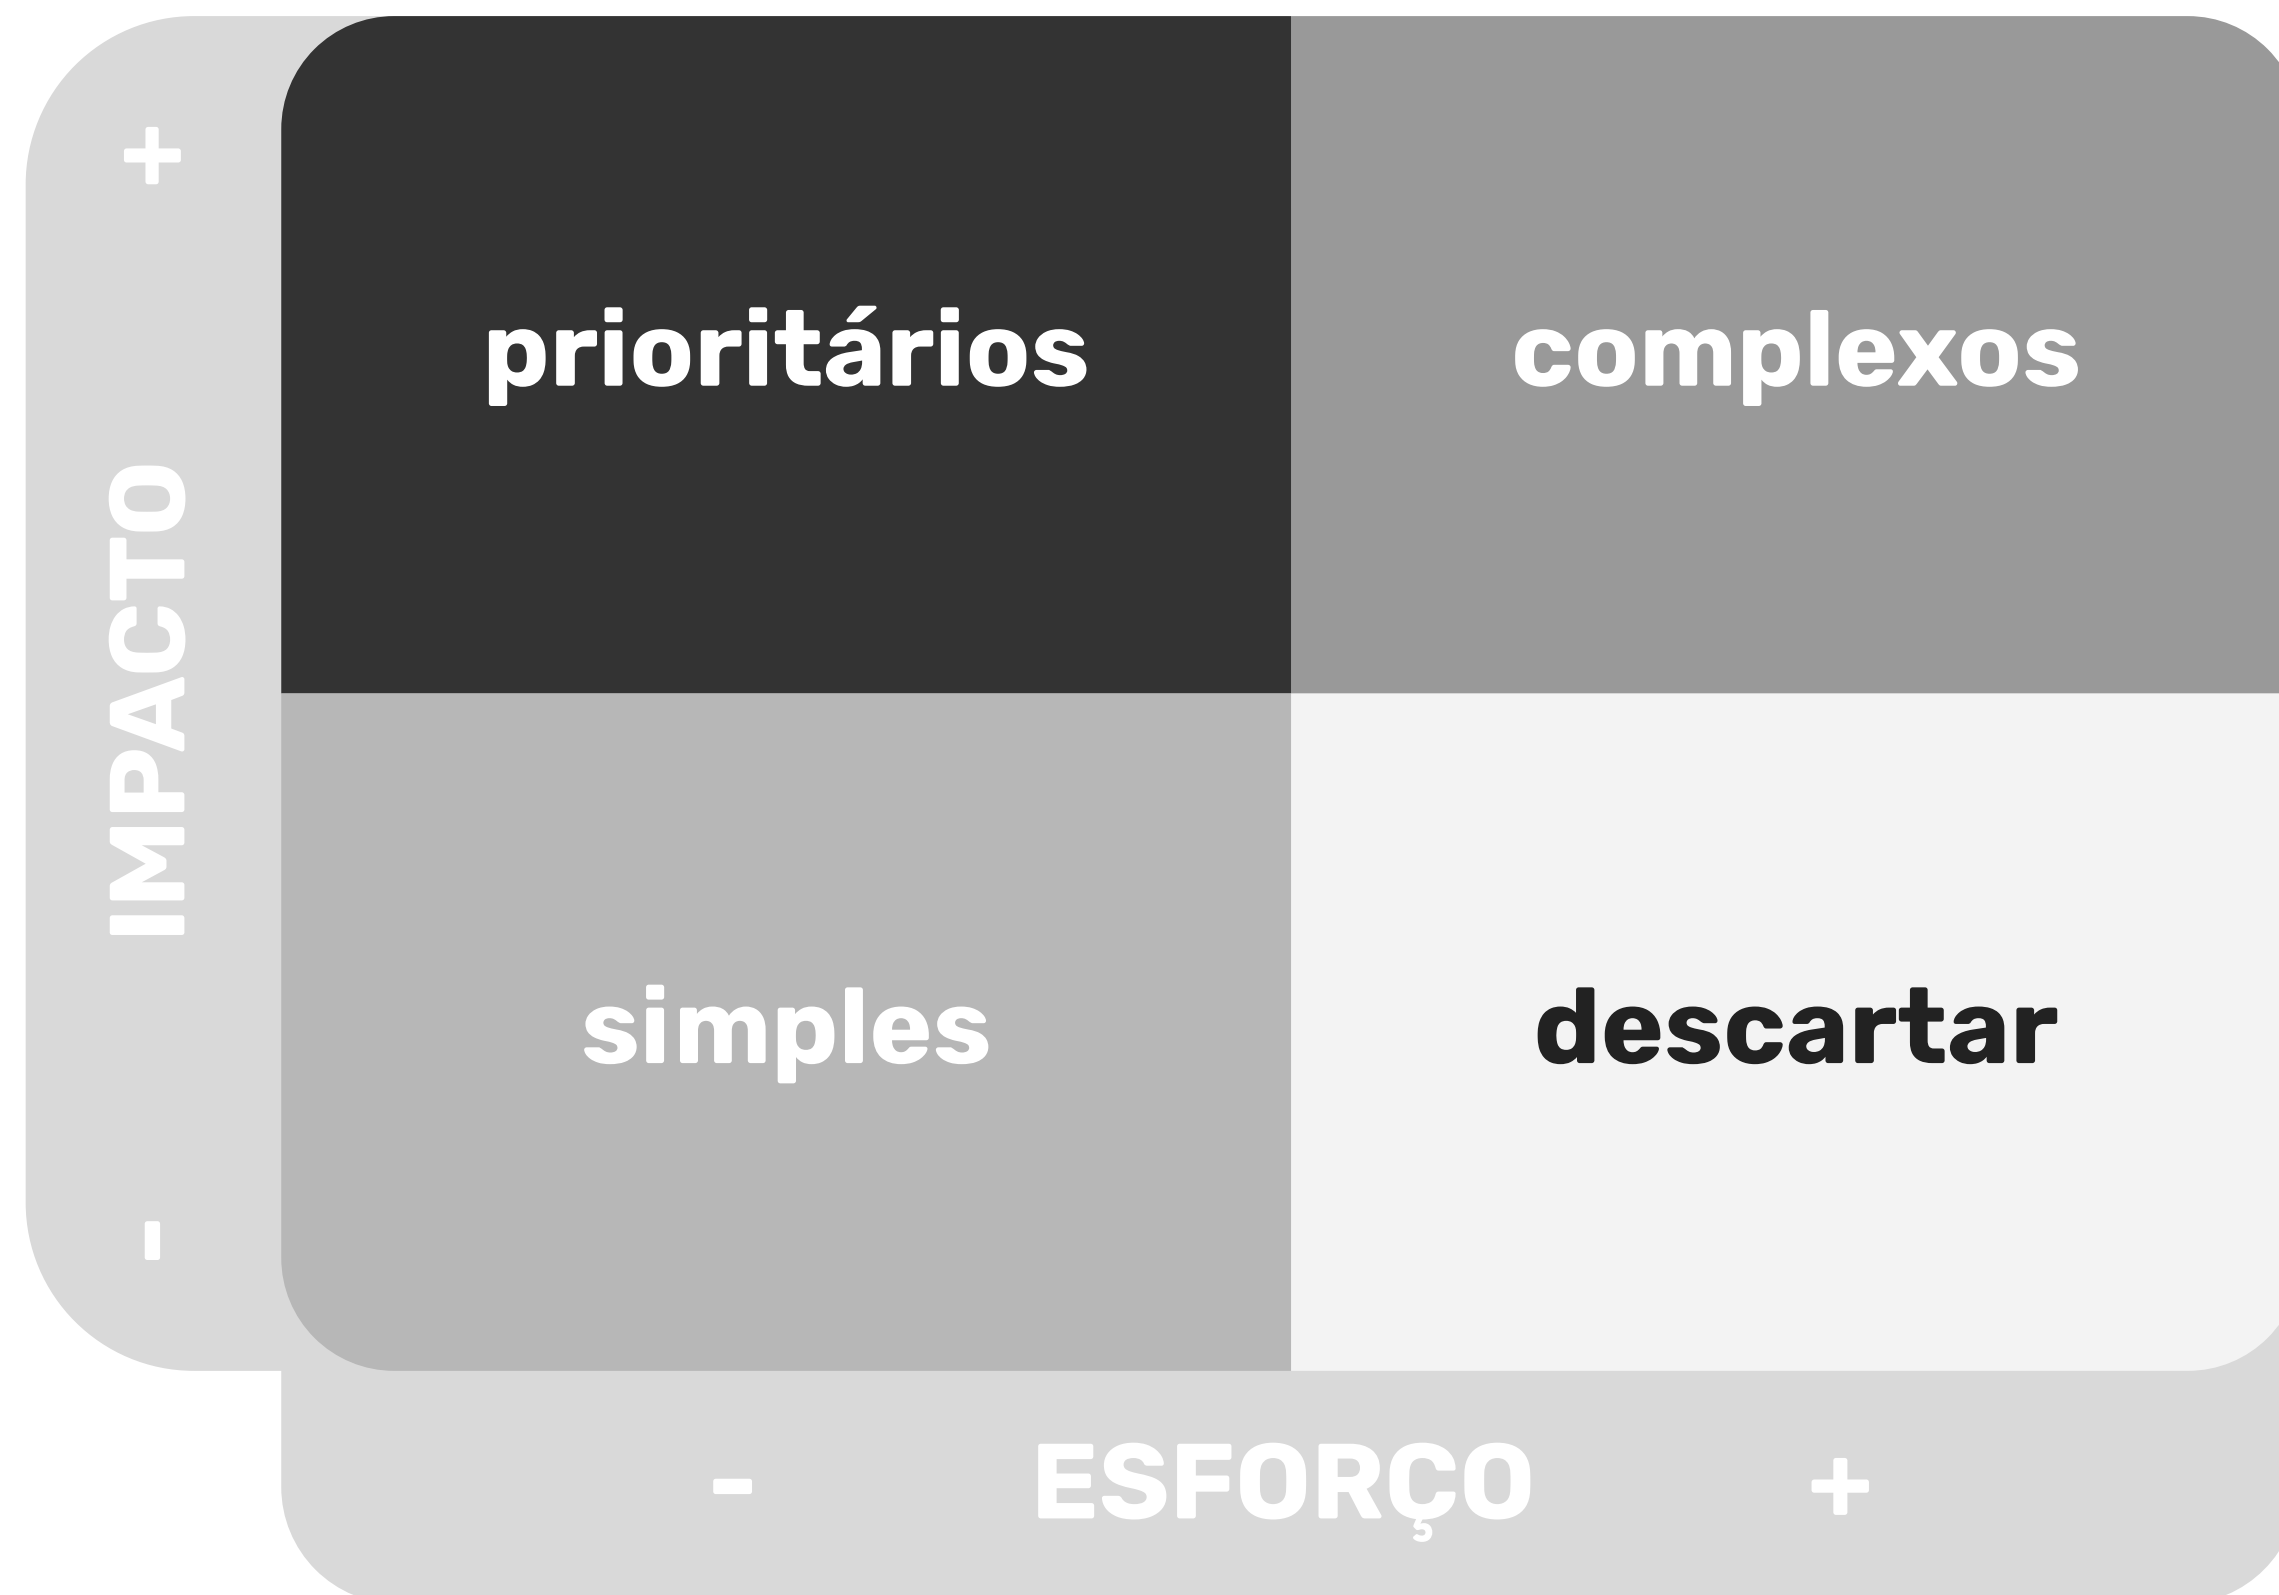 +
IMPACTO
-
prioritários
complexos
simples
descartar
-
ESFORÇO
+